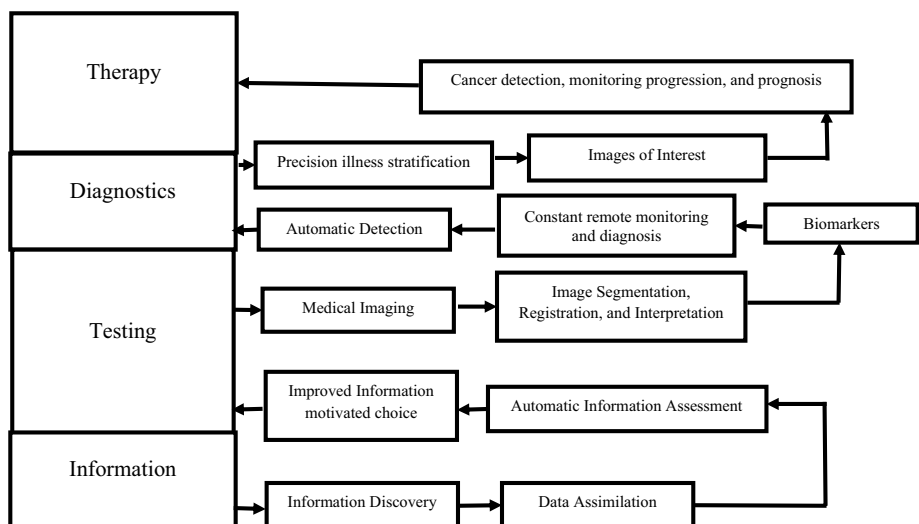 Therapy
Cancer detection, monitoring progression, and prognosis
Precision illness stratification
Images of Interest
Diagnostics
Automatic Detection
Constant remote monitoring
and diagnosis
Biomarkers
Testing
Medical Imaging
Image Segmentation,
Registration, and Interpretation
Improved Information
motivated choice
Automatic Information Assessment
Information
Information Discovery
Data Assimilation